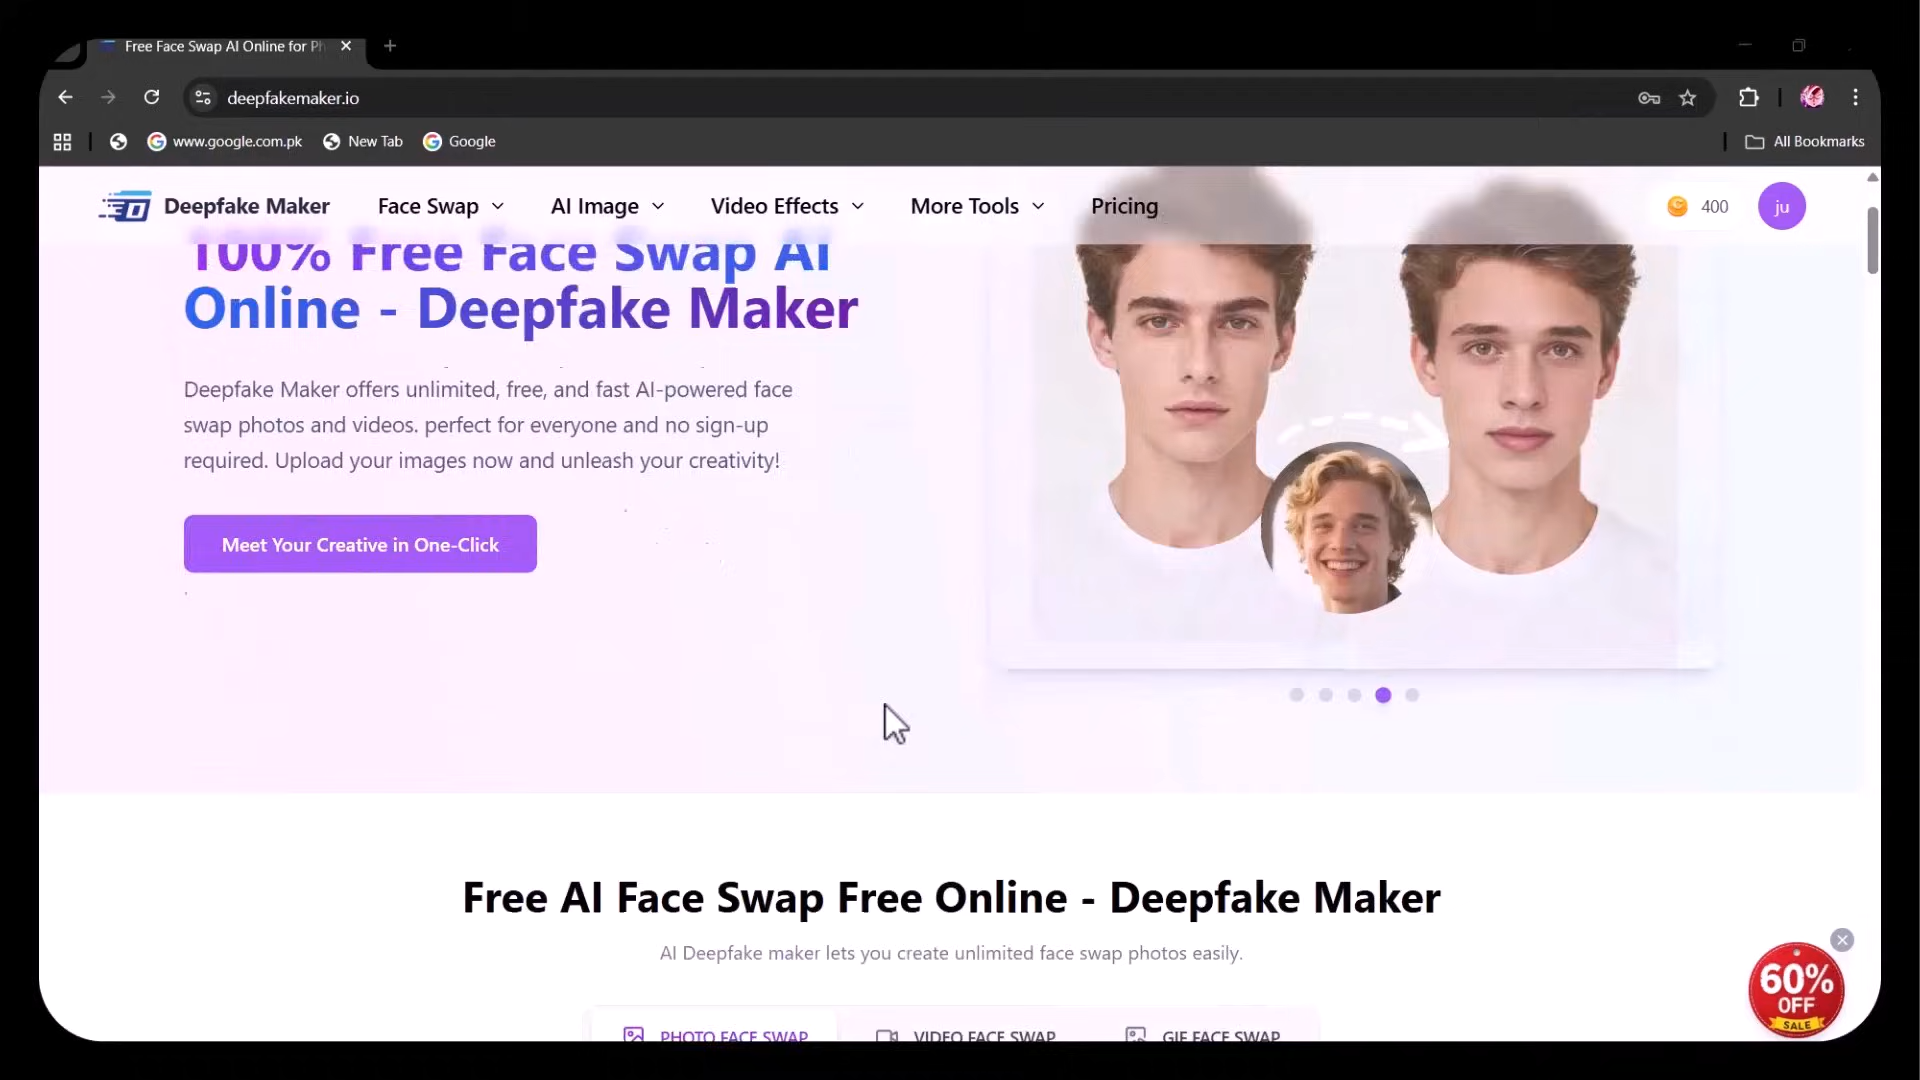 Free Face Swap AI Online for Ph
deepfakemaker.io
www.google.com.pk
New Tab
Google
All Bookmarks
Deepfake Maker
Face Swap
AI Image
Video Effects
More Tools
Pricing
400
ju
100% Free Face Swap AI
Online - Deepfake Maker
Deepfake Maker offers unlimited, free, and fast AI-powered face
swap photos and videos. perfect for everyone and no sign-up
required. Upload your images now and unleash your creativity!
Meet Your Creative in One-Click
Free AI Face Swap Free Online - Deepfake Maker
AI Deepfake maker lets you create unlimited face swap photos easily.
60%
OFF
SALE
PHOTO FACE SWAP
VIDEO FACE SWAP
GIF FACE SWAP